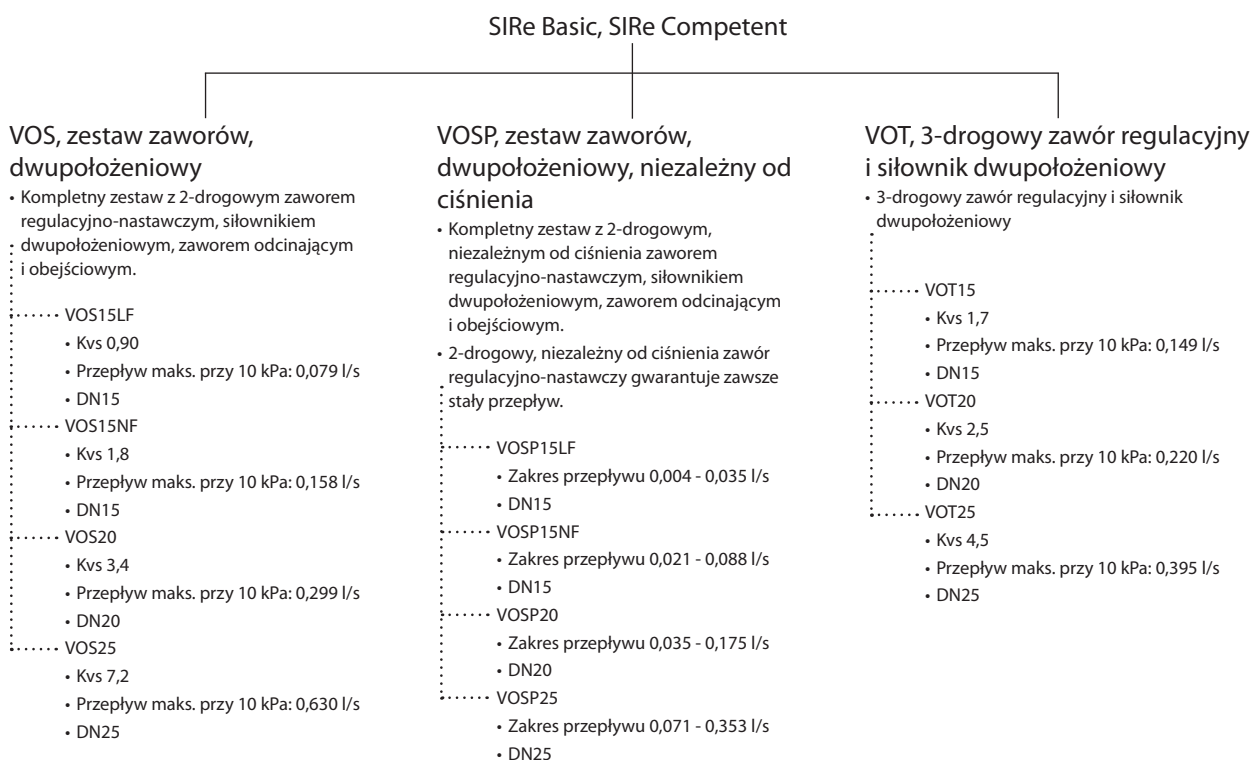 SIRe Basic, SIRe Competent
VOS, zestaw zaworów,
dwupołożeniowy
• Kompletny zestaw z 2-drogowym zaworem
regulacyjno-nastawczym, siłownikiem
dwupołożeniowym, zaworem odcinającym
i obejściowym.
VOS15LF
• Kvs 0,90
• Przepływ maks. przy 10 kPa: 0,079 l/s
• DN15
VOS15NF
• Kvs 1,8
• Przepływ maks. przy 10 kPa: 0,158 l/s
• DN15
VOS20
• Kvs 3,4
• Przepływ maks. przy 10 kPa: 0,299 l/s
• DN20
VOS25
• Kvs 7,2
• Przepływ maks. przy 10 kPa: 0,630 l/s
• DN25
VOSP, zestaw zaworów,
dwupołożeniowy, niezależny od
ciśnienia
• Kompletny zestaw z 2-drogowym,
niezależnym od ciśnienia zaworem
regulacyjno-nastawczym, siłownikiem
dwupołożeniowym, zaworem odcinającym
i obejściowym.
• 2-drogowy, niezależny od ciśnienia zawór
regulacyjno-nastawczy gwarantuje zawsze
stały przepływ.
VOSP15LF
• Zakres przepływu 0,004 - 0,035 l/s
• DN15
VOSP15NF
• Zakres przepływu 0,021 - 0,088 l/s
• DN15
VOSP20
• Zakres przepływu 0,035 - 0,175 l/s
• DN20
VOSP25
• Zakres przepływu 0,071 - 0,353 l/s
• DN25
VOT, 3-drogowy zawór regulacyjny
i siłownik dwupołożeniowy
• 3-drogowy zawór regulacyjny i siłownik
dwupołożeniowy
VOT15
• Kvs 1,7
• Przepływ maks. przy 10 kPa: 0,149 l/s
• DN15
VOT20
• Kvs 2,5
• Przepływ maks. przy 10 kPa: 0,220 l/s
• DN20
VOT25
• Kvs 4,5
• Przepływ maks. przy 10 kPa: 0,395 l/s
• DN25